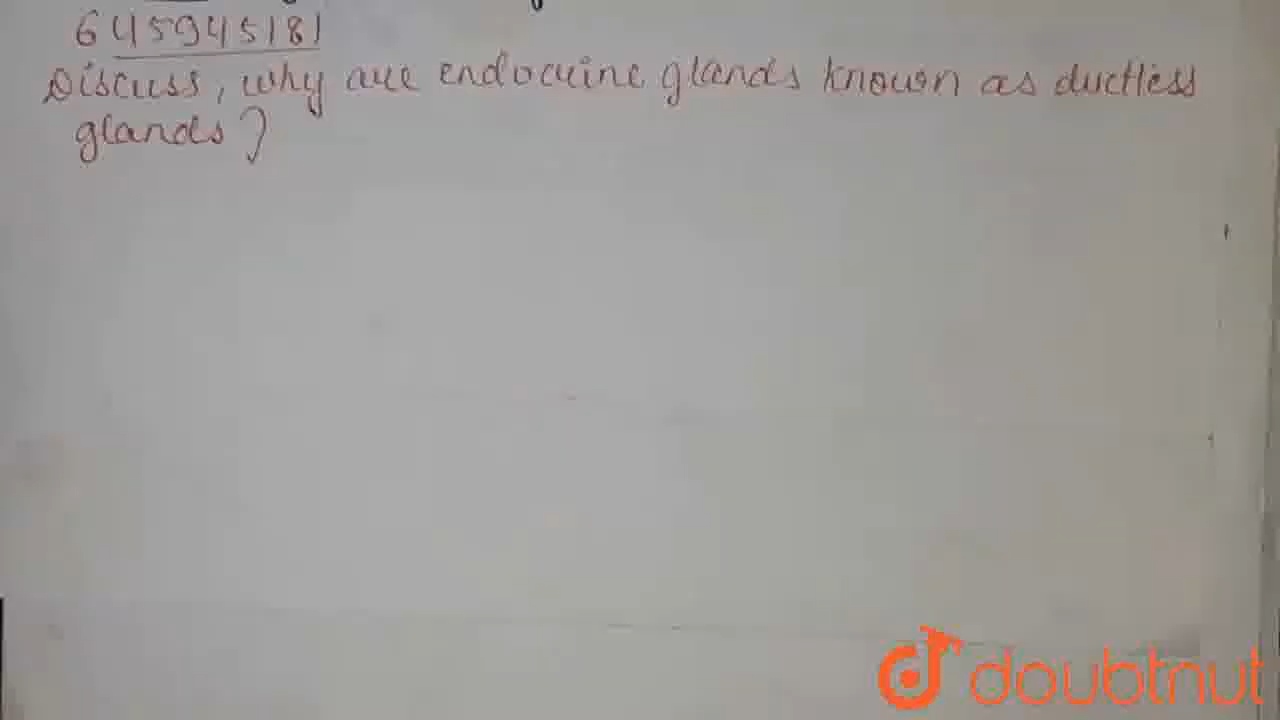 645945181
Discuss, why are endocrine glands known as ductless
glands?
doubtnut